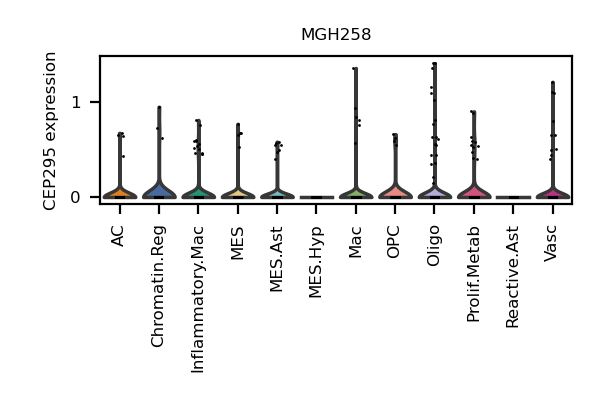 MGH258
CEP295 expression
1
0
AC
Chromatin.Reg
Inflammatory.Mac
MES
MES.Ast
MES.Hyp
Mac
OPC
Oligo
Prolif.Metab
Reactive.Ast
Vasc